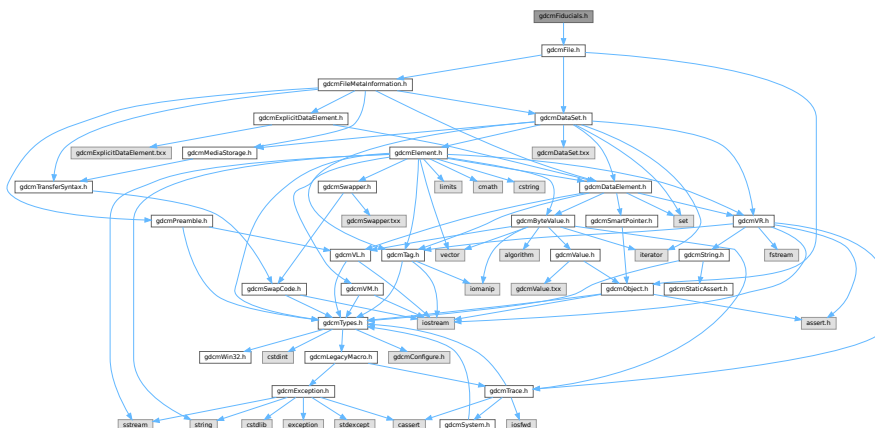 gdcmFiducials.h
gdcmFile.h
gdcmFileMetaInformation.h
gdcmExplicitDataElement.h
gdcmDataSet.h
gdcmExplicitDataElement.txx
gdcmMediaStorage.h
gdcmElement.h
gdcmDataSet.txx
gdcmTransferSyntax.h
gdcmSwapper.h
limits
cmath
cstring
gdcmDataElement.h
gdcmPreamble.h
gdcmSwapper.txx
gdcmByteValue.h
gdcmSmartPointer.h
set
gdcmVR.h
gdcmVL.h
gdcmTag.h
vector
algorithm
gdcmValue.h
iterator
gdcmString.h
fstream
gdcmSwapCode.h
gdcmVM.h
iomanip
gdcmValue.txx
gdcmObject.h
gdcmStaticAssert.h
gdcmTypes.h
iostream
assert.h
gdcmWin32.h
cstdint
gdcmLegacyMacro.h
gdcmConfigure.h
gdcmException.h
gdcmTrace.h
sstream
string
cstdlib
exception
stdexcept
cassert
gdcmSystem.h
iosfwd